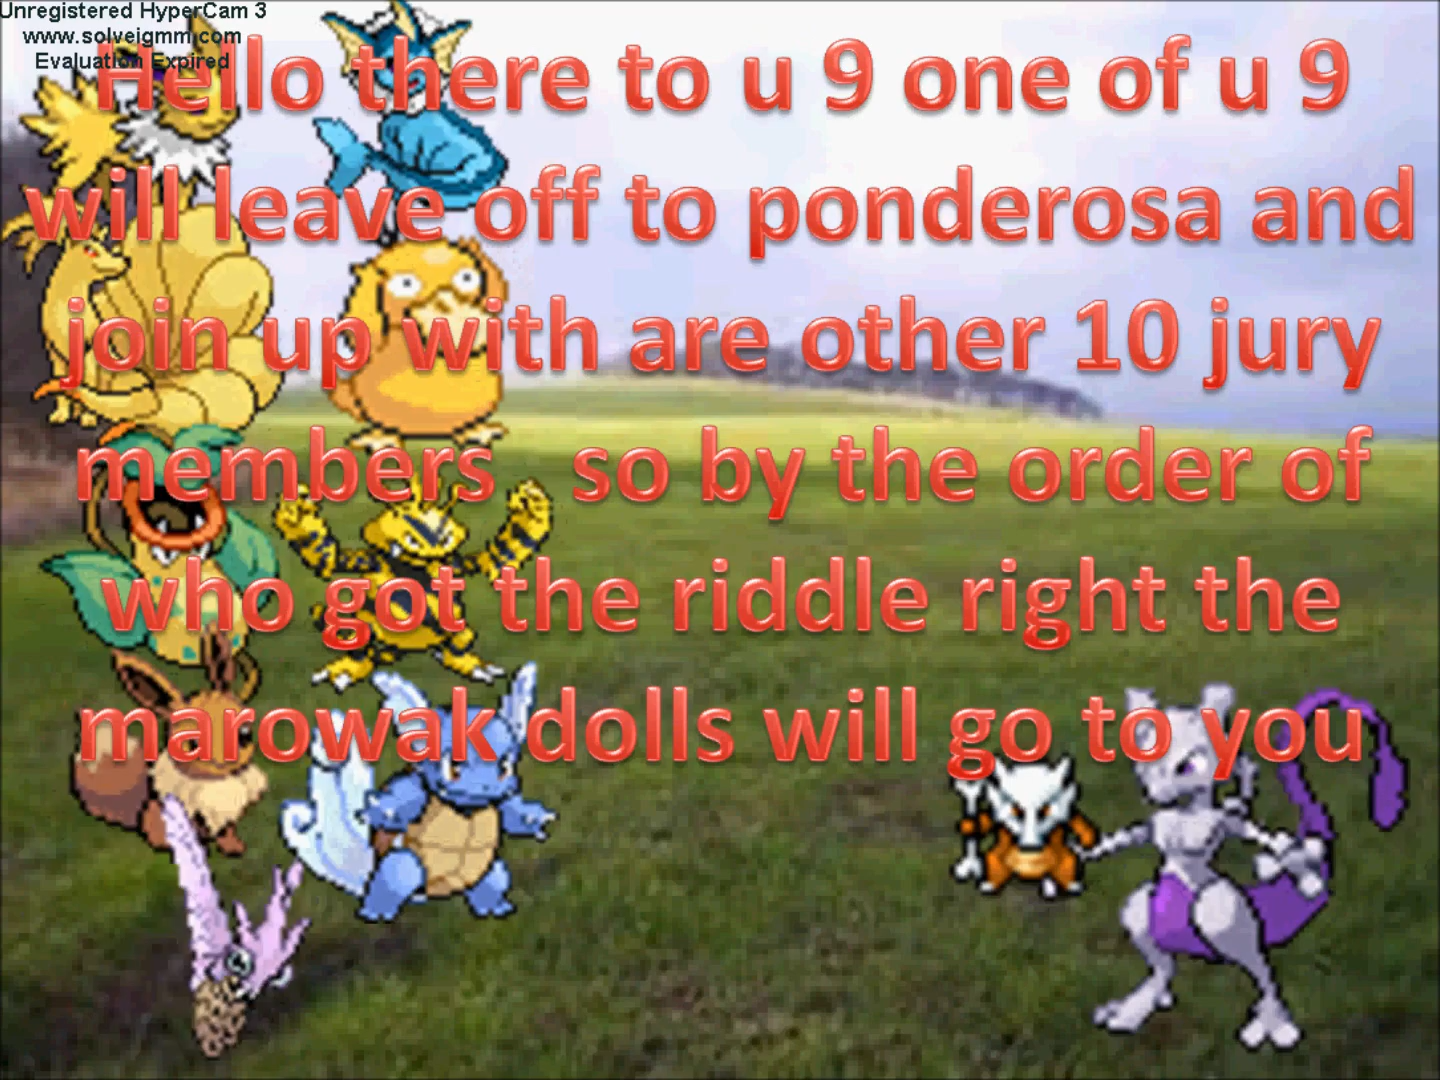 Unregistered HyperCam 3
www.solveigmm.com
Evaluation Expired
Hello there to u 9 one of u 9
will leave off to ponderosa and
join up with are other 10 jury
members so by the order of
who got the riddle right the
marowak dolls will go to you